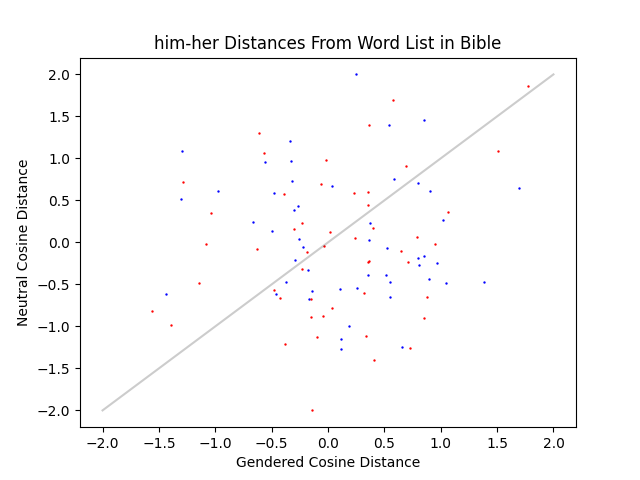 him-her Distances From Word List in Bible
Neutral Cosine Distance
2.0
1.5
1.0
0.5
0.0
−0.5
−1.0
−1.5
−2.0
−2.0 −1.5 −1.0 −0.5 0.0 0.5 1.0 1.5 2.0
Gendered Cosine Distance